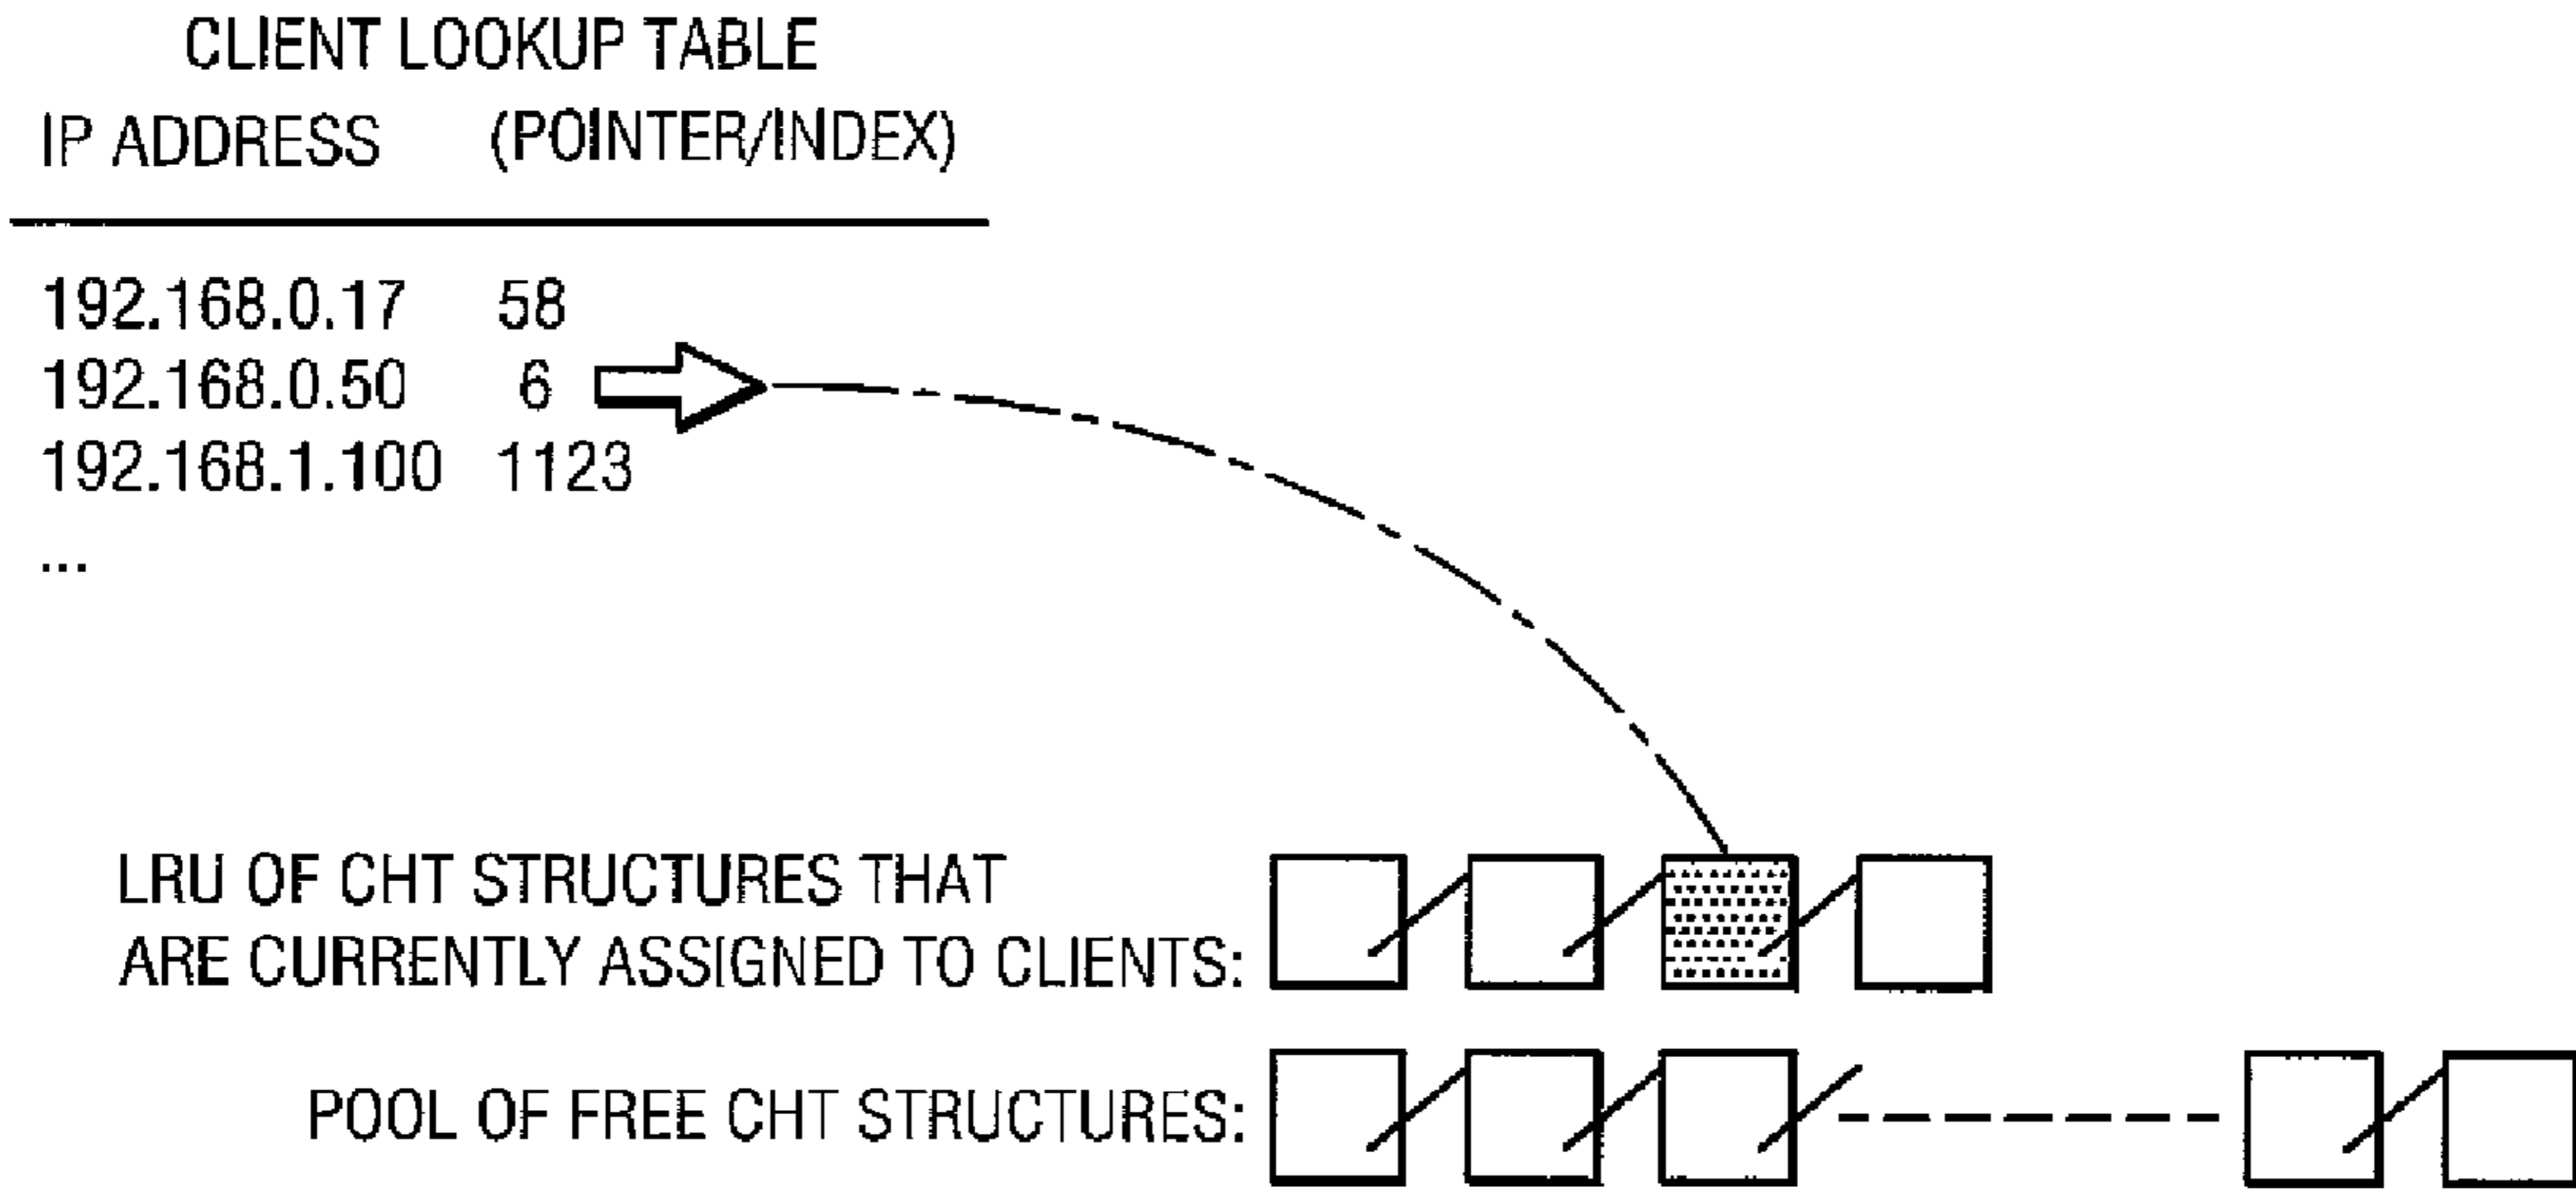 CLIENT LOOKUP TABLE
IP ADDRESS (POINTER/INDEX)
192.168.0.17 58
192.168.0.50 6
192.168.1.100 1123
...
LRU OF CHT STRUCTURES THAT
ARE CURRENTLY ASSIGNED TO CLIENTS:
POOL OF FREE CHT STRUCTURES: